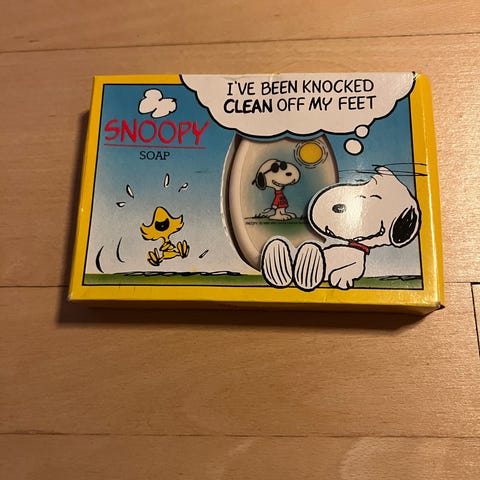 I'VE BEEN KNOCKED
CLEAN OFF MY FEET
SNOOPY
SOAP